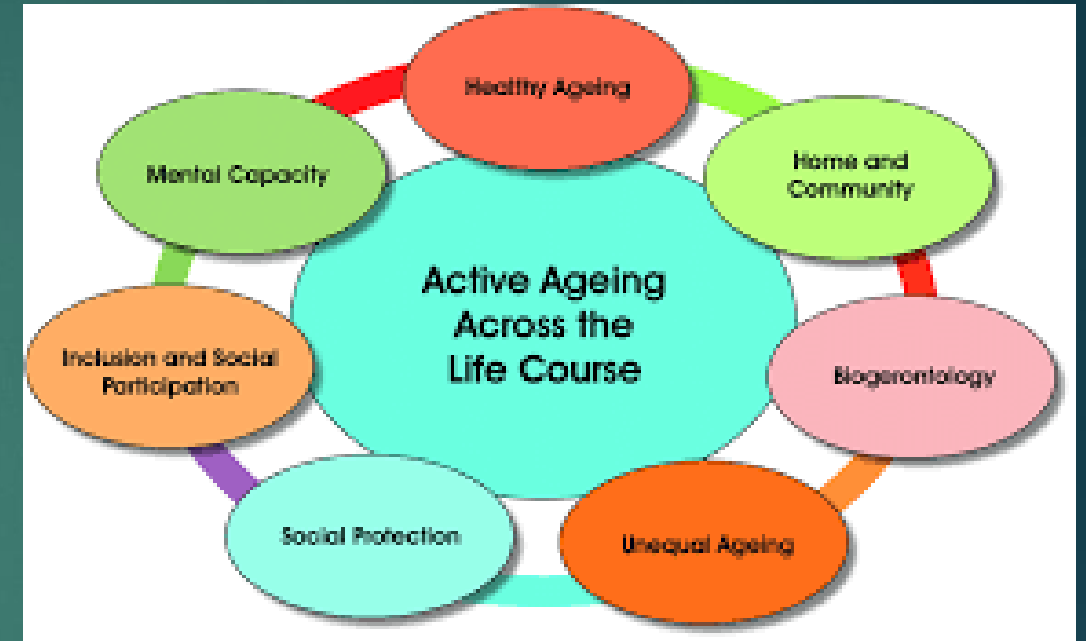 Healthy Ageing
Mental Capacity
Home and
Community
Active Ageing
Across the
Life Course
Inclusion and Social
Participation
Biogerontology
Social Protection
Unequal Ageing